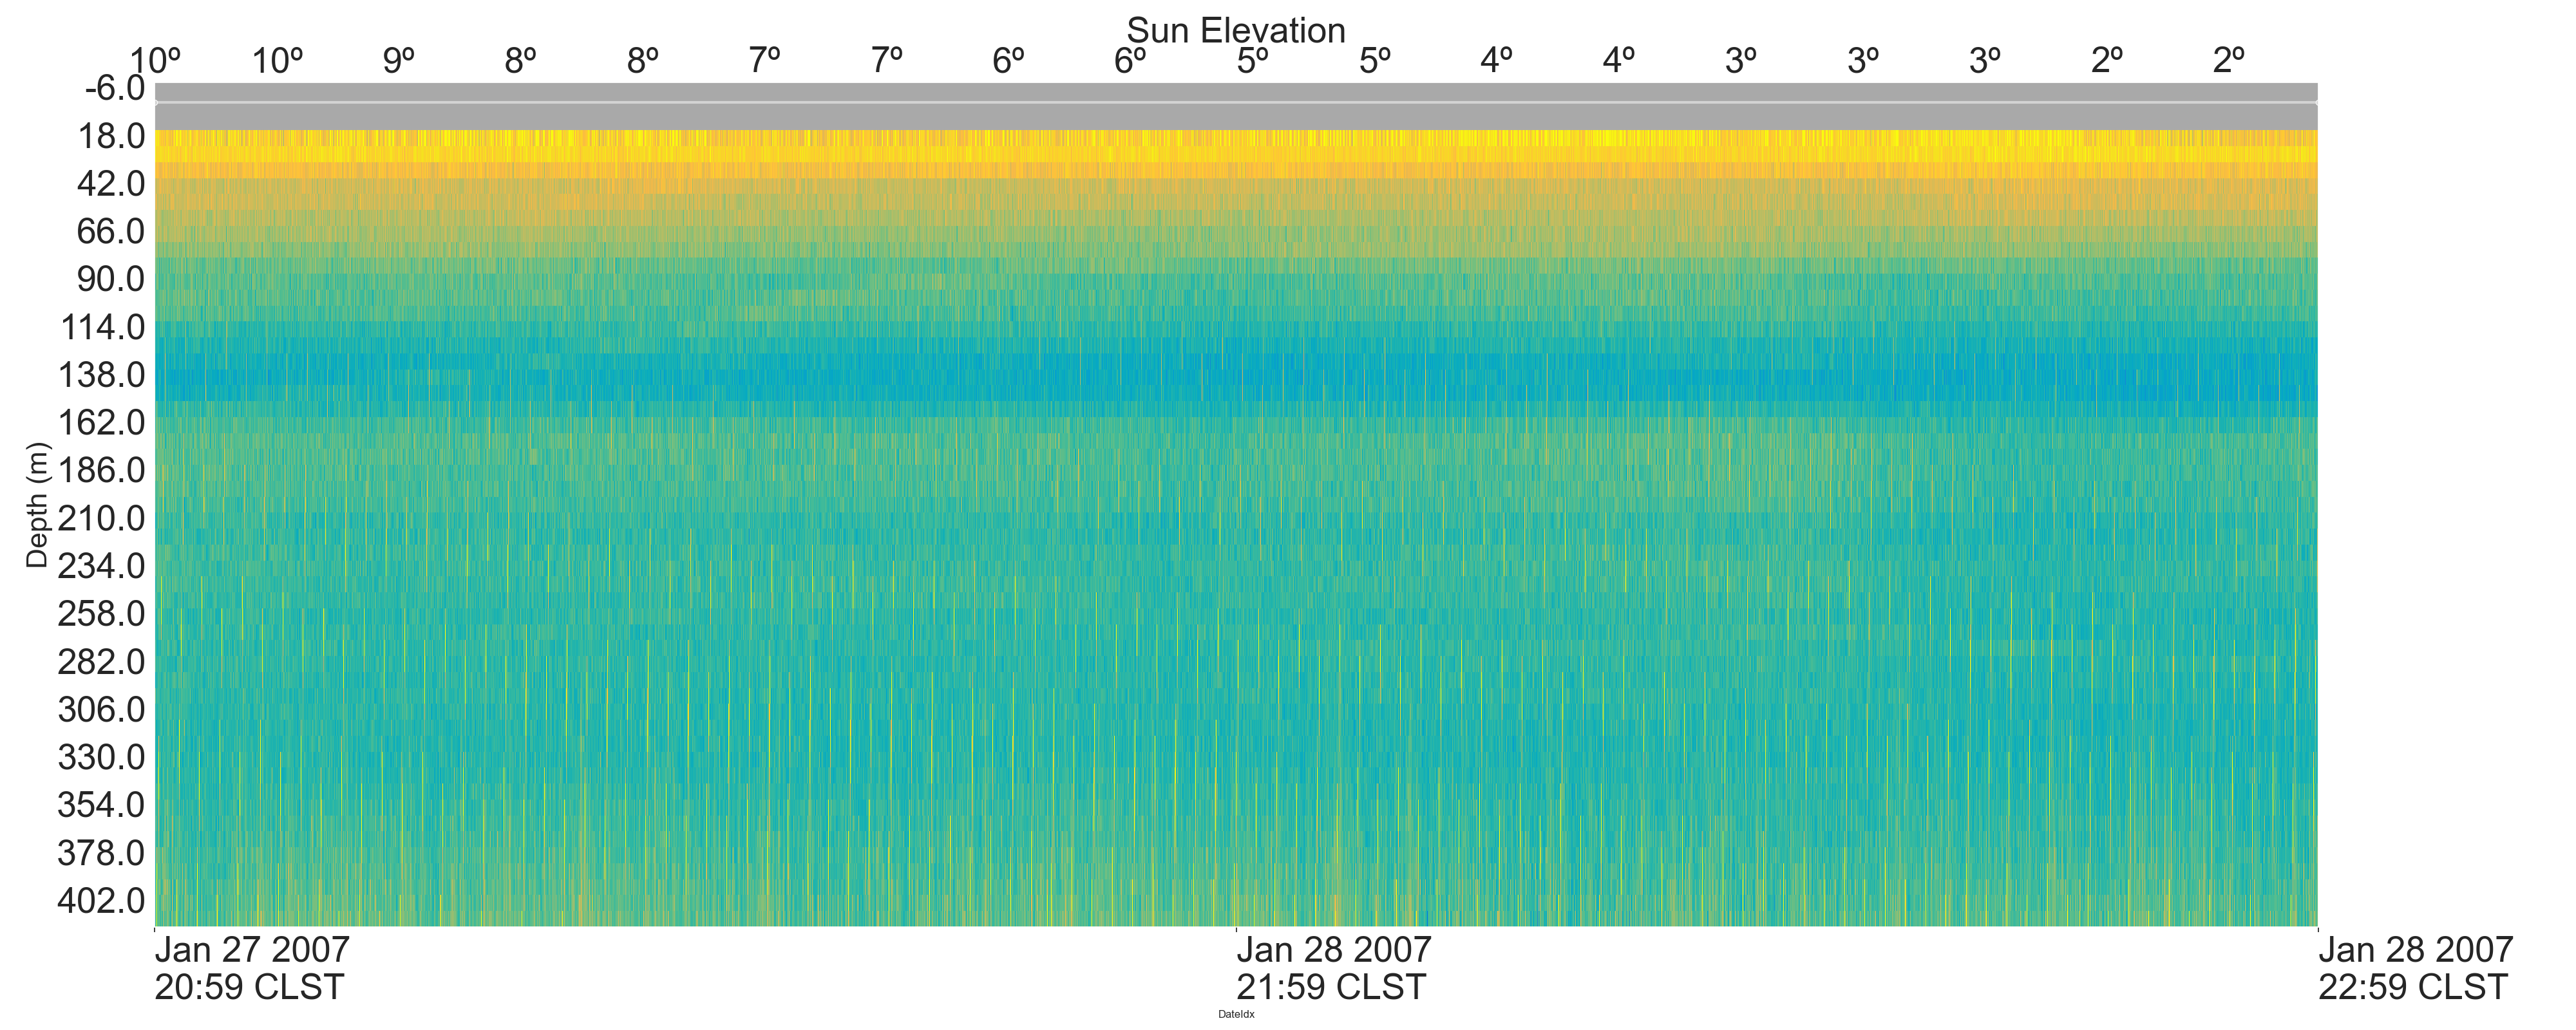 Sun Elevation
10º 10º 9º 8º 8º 7º 7º 6º 6º 5º 5º 4º 4º 3º 3º 3º 2º 2º
-6.0
18.0
42.0
66.0
90.0
114.0
138.0
162.0
186.0
210.0
234.0
258.0
282.0
306.0
330.0
354.0
378.0
402.0
Depth (m)
Jan 27 2007
20:59 CLST
Jan 28 2007
21:59 CLST
Jan 28 2007
22:59 CLST
DateIdx